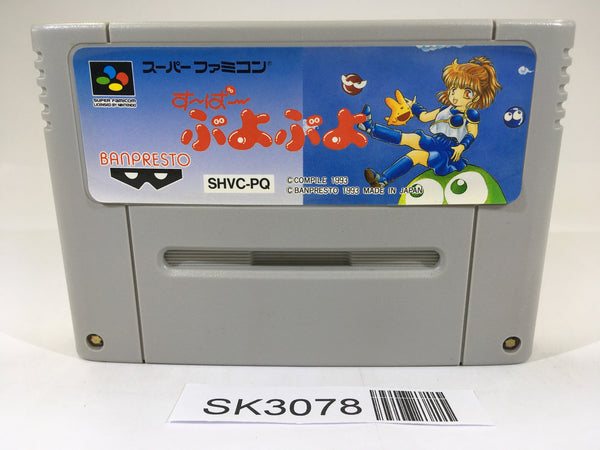 スーパーファミコン®
SUPER FAMICOM
LICENSED BY NINTENDO
す〜ぱ〜
ぷよぷよ
BANPRESTO
SHVC-PQ
© COMPILE 1993
© BANPRESTO 1993 MADE IN JAPAN
SK3078